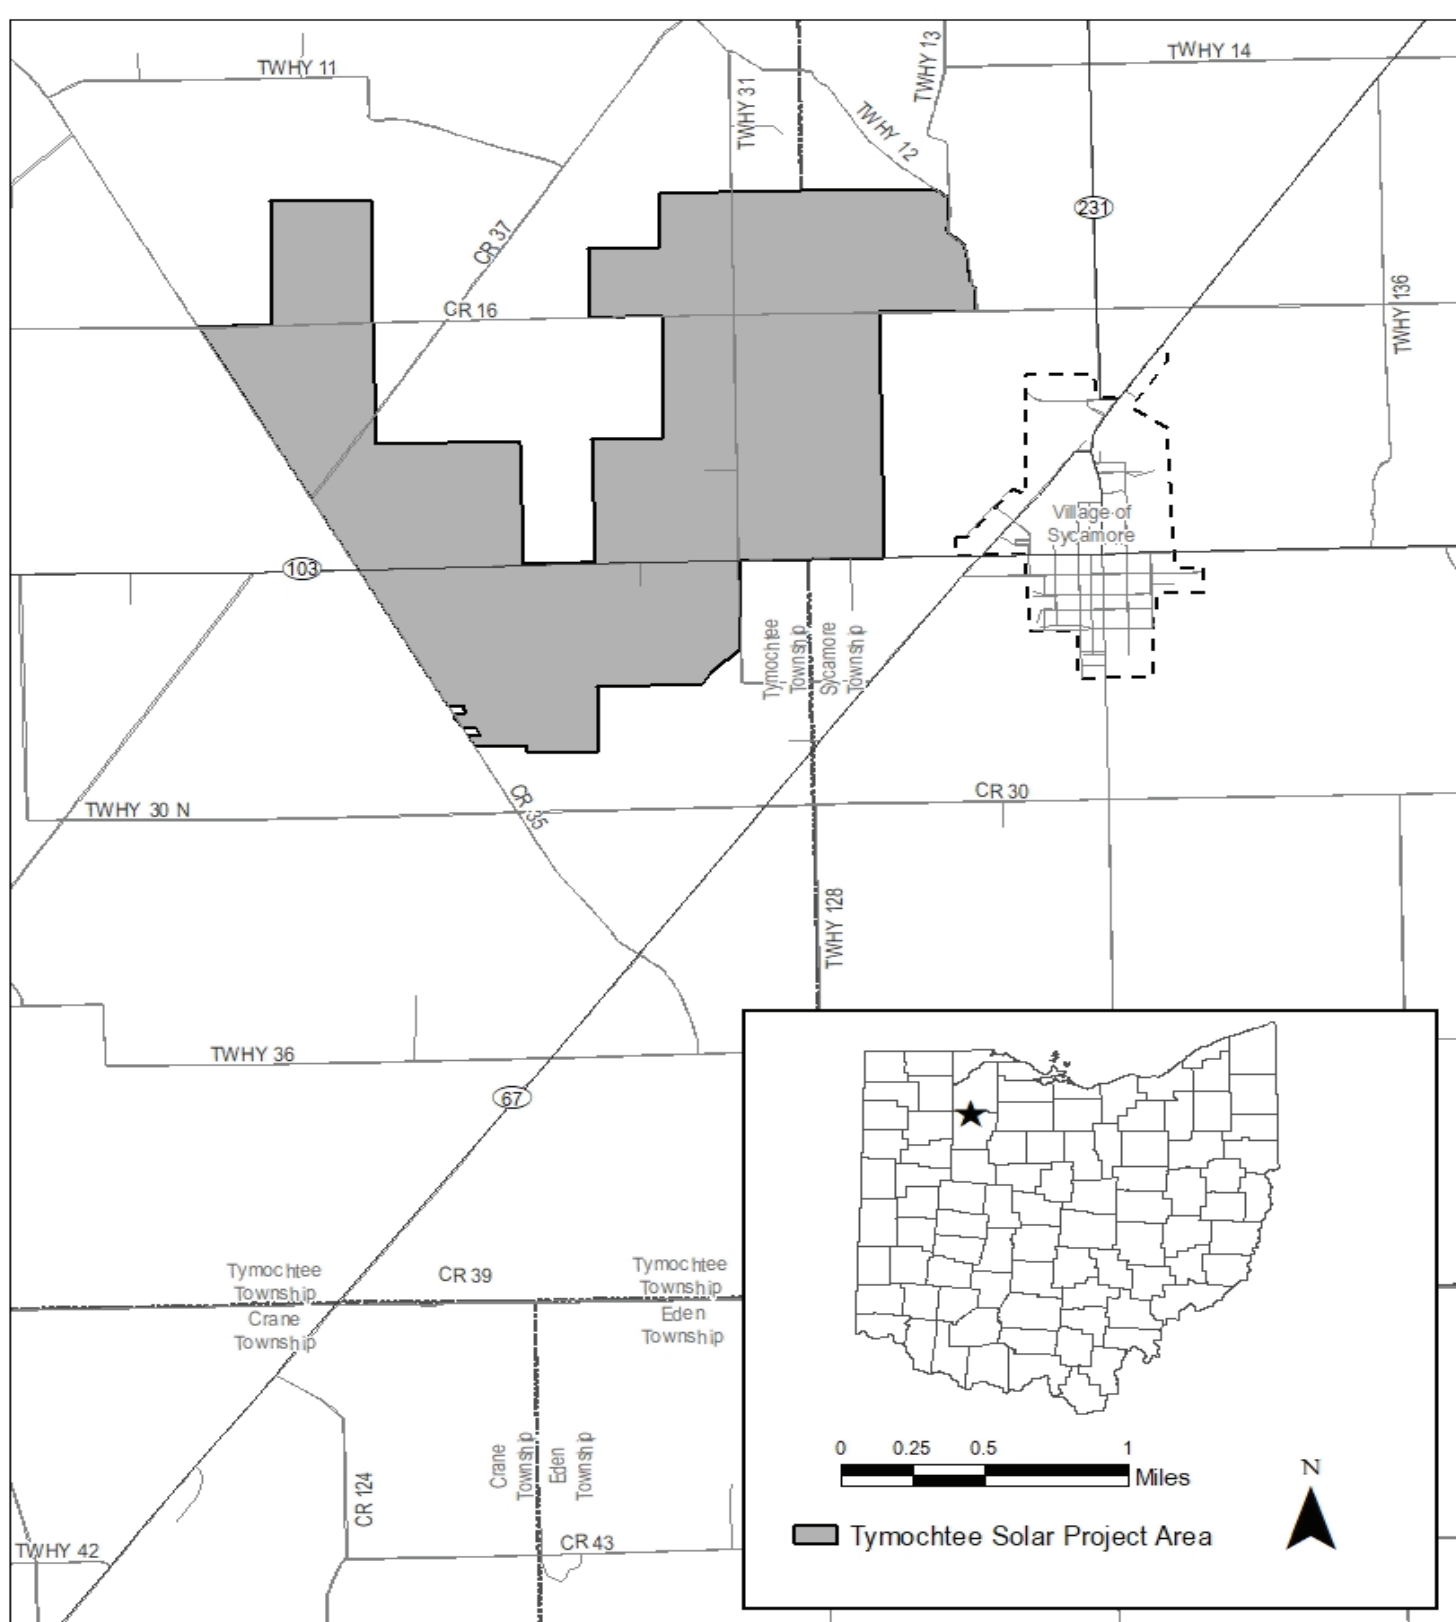 TWHY 11
TWHY 31
TWHY 12
TWHY 13
TWHY 14
231
CR 37
CR 16
TWHY 136
Village of
Sycamore
103
Tymochtee
Township
Sycamore
Township
CR 35
TWHY 30 N
CR 30
TWHY 128
TWHY 36
67
Tymochtee
Township
CR 39
Tymochtee
Township
Crane
Township
Eden
Township
Crane
Township
Eden
Township
CR 124
TWHY 42
CR 43
0 0.25 0.5 1
Miles
N
Tymochtee Solar Project Area